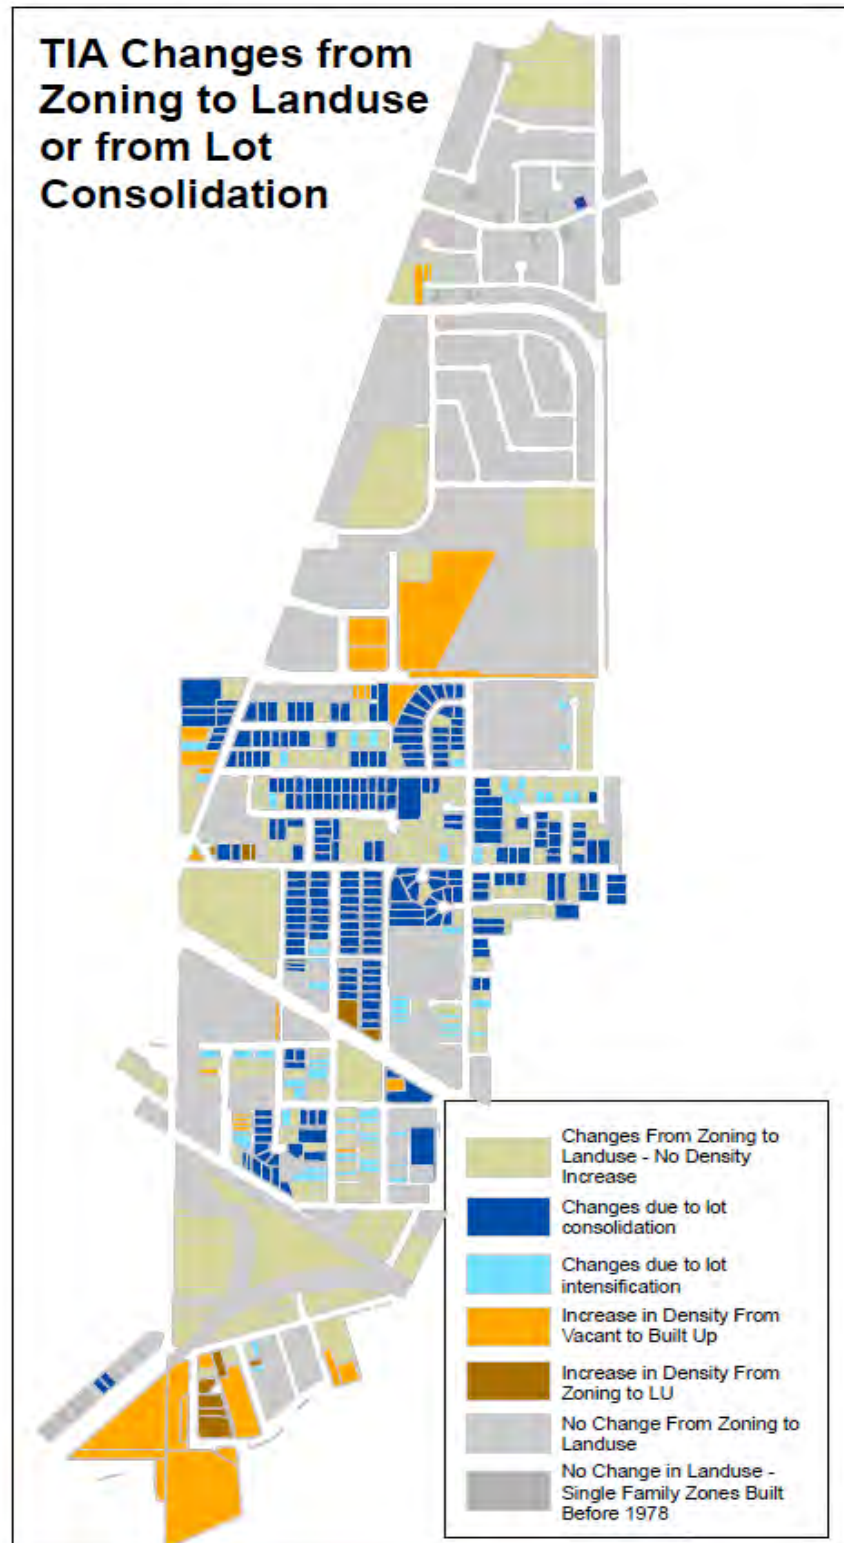 TIA Changes from
Zoning to Landuse
or from Lot
Consolidation
Changes From Zoning to
Landuse - No Density
Increase
Changes due to lot
consolidation
Changes due to lot
intensification
Increase in Density From
Vacant to Built Up
Increase in Density From
Zoning to LU
No Change From Zoning to
Landuse
No Change in Landuse -
Single Family Zones Built
Before 1978